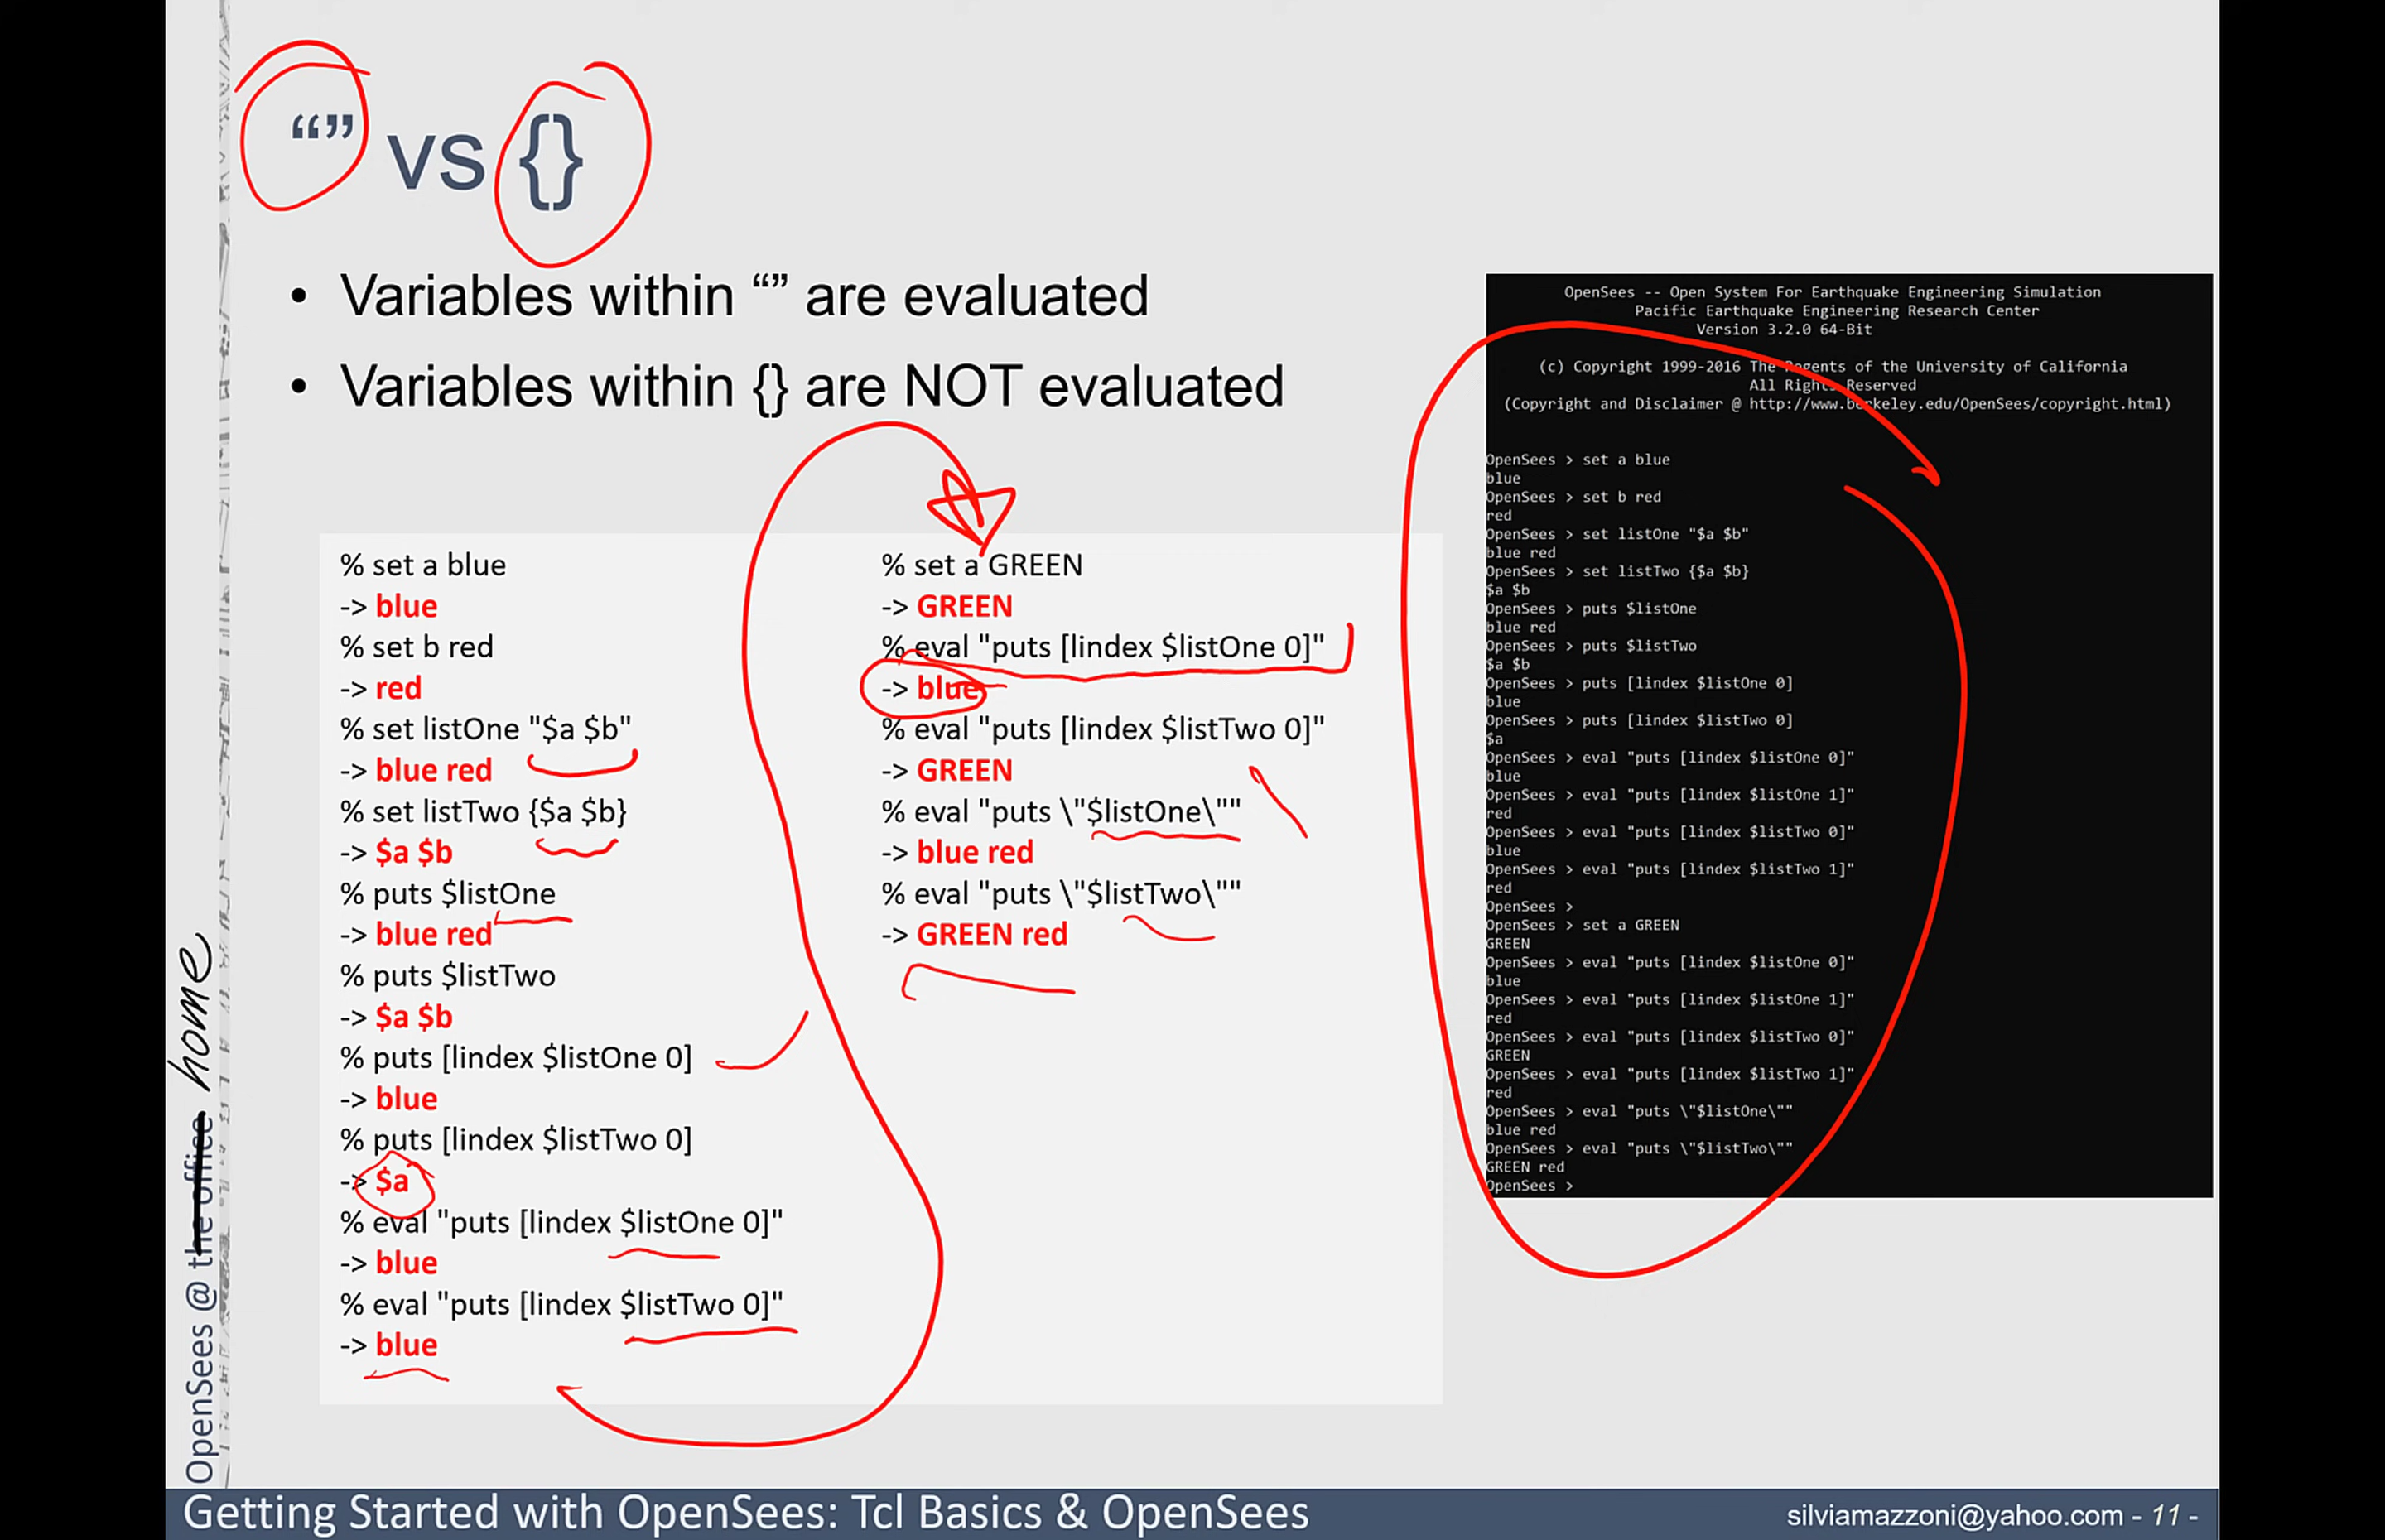 “” vs {}
• Variables within “” are evaluated
• Variables within {} are NOT evaluated
% set a blue
-> blue
% set b red
-> red
% set listOne "$a $b"
-> blue red
% set listTwo {$a $b}
-> $a $b
% puts $listOne
-> blue red
% puts $listTwo
-> $a $b
% puts [lindex $listOne 0]
-> blue
% puts [lindex $listTwo 0]
-> $a
% eval "puts [lindex $listOne 0]"
-> blue
% eval "puts [lindex $listTwo 0]"
-> blue
% set a GREEN
-> GREEN
% eval "puts [lindex $listOne 0]"
-> blue
% eval "puts [lindex $listTwo 0]"
-> GREEN
% eval "puts \"$listOne\""
-> blue red
% eval "puts \"$listTwo\""
-> GREEN red
OpenSees -- Open System For Earthquake Engineering Simulation
Pacific Earthquake Engineering Research Center
Version 3.2.0 64-Bit
(c) Copyright 1999-2016 The Regents of the University of California
All Rights Reserved
(Copyright and Disclaimer @ http://www.berkeley.edu/OpenSees/copyright.html)
OpenSees > set a blue
blue
OpenSees > set b red
red
OpenSees > set listOne "$a $b"
blue red
OpenSees > set listTwo {$a $b}
$a $b
OpenSees > puts $listOne
blue red
OpenSees > puts $listTwo
$a $b
OpenSees > puts [lindex $listOne 0]
blue
OpenSees > puts [lindex $listTwo 0]
$a
OpenSees > eval "puts [lindex $listOne 0]"
blue
OpenSees > eval "puts [lindex $listOne 1]"
red
OpenSees > eval "puts [lindex $listTwo 0]"
blue
OpenSees > eval "puts [lindex $listTwo 1]"
red
OpenSees >
OpenSees > set a GREEN
GREEN
OpenSees > eval "puts [lindex $listOne 0]"
blue
OpenSees > eval "puts [lindex $listOne 1]"
red
OpenSees > eval "puts [lindex $listTwo 0]"
GREEN
OpenSees > eval "puts [lindex $listTwo 1]"
red
OpenSees > eval "puts \"$listOne\""
blue red
OpenSees > eval "puts \"$listTwo\""
GREEN red
OpenSees >
OpenSees @ the office home
Getting Started with OpenSees: Tcl Basics & OpenSees
silviamazzoni@yahoo.com - 11 -